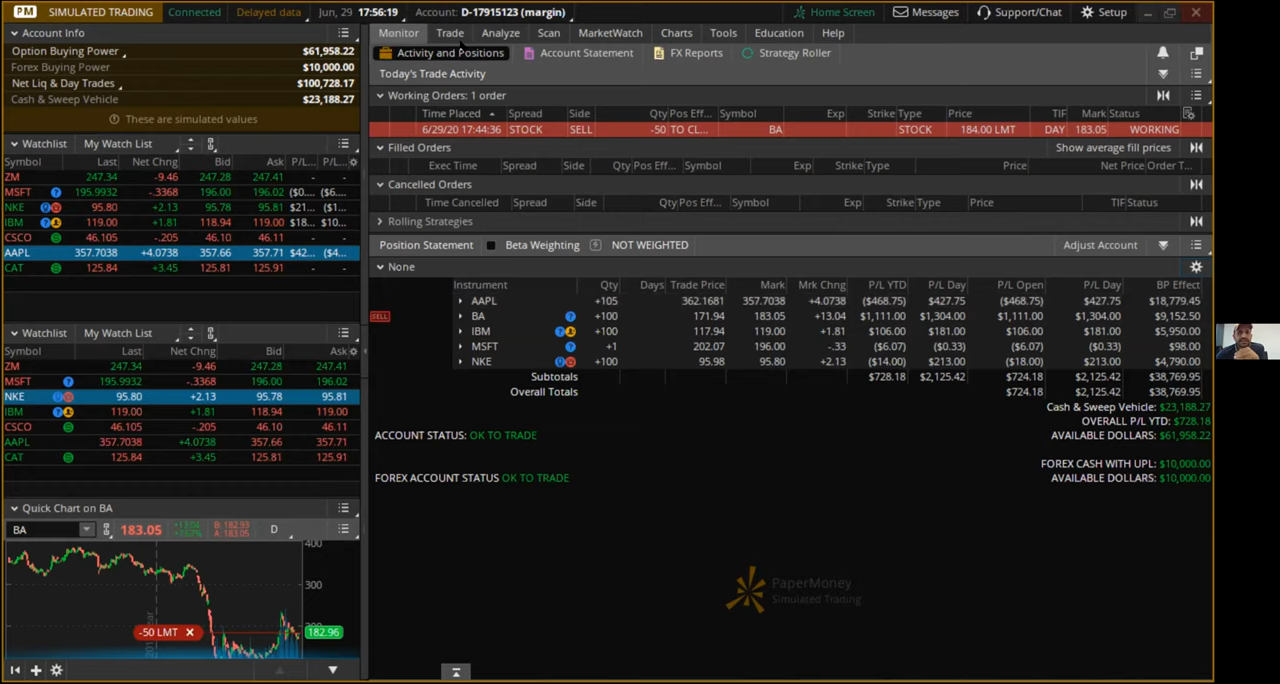 PM SIMULATED TRADING Connected Delayed data Jun, 29 17:56:19 Account: D-17915123 (margin) Home Screen Messages Support/Chat Setup
Account Info
Option Buying Power $61,958.22
Forex Buying Power $10,000.00
Net Liq & Day Trades $100,728.17
Cash & Sweep Vehicle $23,188.27
These are simulated values
Watchlist My Watch List
Symbol Last Net Chng Bid Ask P/L... P/L...
ZM 247.34 -9.46 247.28 247.41 - -
MSFT 195.9932 -.3368 196.00 196.02 ($0.... ($6....
NKE 95.80 +2.13 95.78 95.81 $21... ($1...
IBM 119.00 +1.81 118.94 119.00 $18... $10...
CSCO 46.105 -.205 46.10 46.11 - -
AAPL 357.7038 +4.0738 357.66 357.71 $42... ($4...
CAT 125.84 +3.45 125.81 125.91 - -
Watchlist My Watch List
Symbol Last Net Chng Bid Ask
ZM 247.34 -9.46 247.28 247.41
MSFT 195.9932 -.3368 196.00 196.02
NKE 95.80 +2.13 95.78 95.81
IBM 119.00 +1.81 118.94 119.00
CSCO 46.105 -.205 46.10 46.11
AAPL 357.7038 +4.0738 357.66 357.71
CAT 125.84 +3.45 125.81 125.91
Quick Chart on BA
BA 183.05 B: 182.93 A: 183.05 D
400
300
-50 LMT 182.96
Monitor Trade Analyze Scan MarketWatch Charts Tools Education Help
Activity and Positions Account Statement FX Reports Strategy Roller
Today's Trade Activity
Working Orders: 1 order
Time Placed Spread Side Qty Pos Eff... Symbol Exp Strike Type Price TIF Mark Status
6/29/20 17:44:36 STOCK SELL -50 TO CL... BA STOCK 184.00 LMT DAY 183.05 WORKING
Filled Orders Show average fill prices
Exec Time Spread Side Qty Pos Eff... Symbol Exp Strike Type Price Net Price Order T...
Cancelled Orders
Time Cancelled Spread Side Qty Pos Eff... Symbol Exp Strike Type Price TIF Status
Rolling Strategies
Position Statement Beta Weighting NOT WEIGHTED Adjust Account
None
Instrument Qty Days Trade Price Mark Mrk Chng P/L YTD P/L Day P/L Open P/L Day BP Effect
AAPL +105 362.1681 357.7038 +4.0738 ($468.75) $427.75 ($468.75) $427.75 $18,779.45
SELL BA +100 171.94 183.05 +13.04 $1,111.00 $1,304.00 $1,111.00 $1,304.00 $9,152.50
IBM +100 117.94 119.00 +1.81 $106.00 $181.00 $106.00 $181.00 $5,950.00
MSFT +1 202.07 196.00 -.33 ($6.07) ($0.33) ($6.07) ($0.33) $98.00
NKE +100 95.98 95.80 +2.13 ($14.00) $213.00 ($18.00) $213.00 $4,790.00
Subtotals $728.18 $2,125.42 $724.18 $2,125.42 $38,769.95
Overall Totals $724.18 $2,125.42 $38,769.95
Cash & Sweep Vehicle: $23,188.27
OVERALL P/L YTD: $728.18
ACCOUNT STATUS: OK TO TRADE AVAILABLE DOLLARS: $61,958.22
FOREX CASH WITH UPL: $10,000.00
FOREX ACCOUNT STATUS OK TO TRADE AVAILABLE DOLLARS: $10,000.00
PaperMoney
Simulated Trading